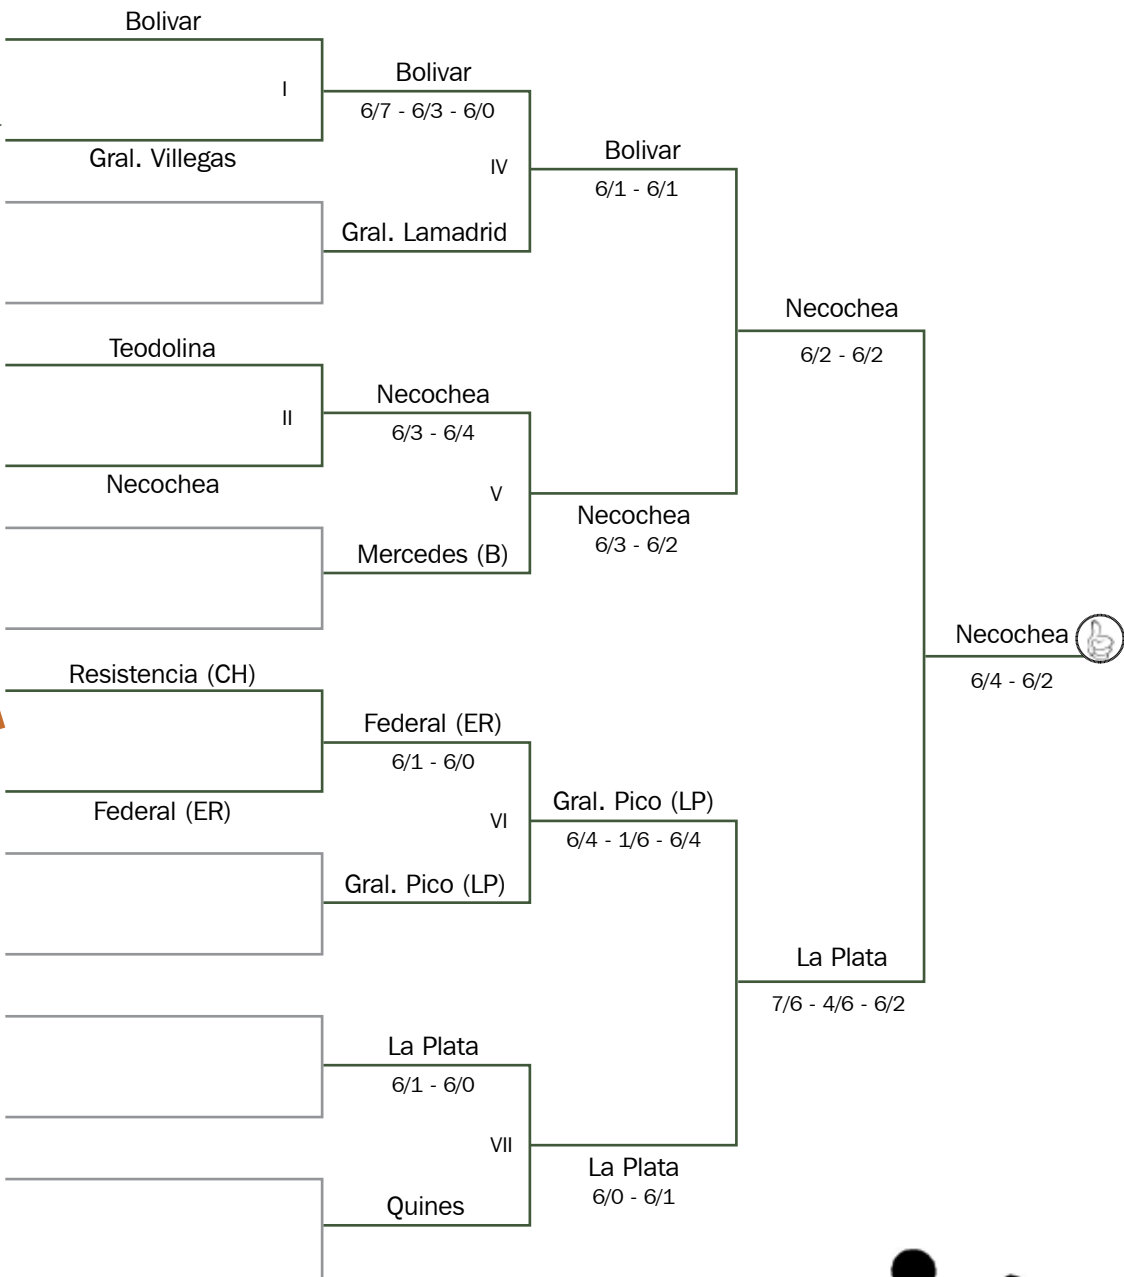 Bolivar
I
Gral. Villegas
Bolivar
6/7 - 6/3 - 6/0
IV
Gral. Lamadrid
Bolivar
6/1 - 6/1
Teodolina
II
Necochea
Necochea
6/3 - 6/4
V
Mercedes (B)
Necochea
6/3 - 6/2
Necochea
6/2 - 6/2
Resistencia (CH)
Federal (ER)
Federal (ER)
6/1 - 6/0
VI
Gral. Pico (LP)
Gral. Pico (LP)
6/4 - 1/6 - 6/4
La Plata
6/1 - 6/0
VII
Quines
La Plata
6/0 - 6/1
La Plata
7/6 - 4/6 - 6/2
Necochea
6/4 - 6/2